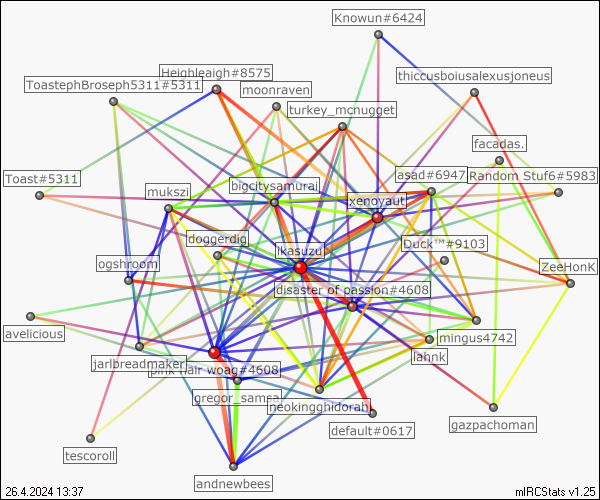 Knowun#6424
Heighleaigh#8575
thiccusboiusalexusjoneus
ToastephBroseph5311#5311
moonraven
turkey_mcnugget
facadas.
Toast#5311
mukszi
bigcitysamurai
asad#6947
Random Stuf6#5983
xenoyaut
doggerdig
ikasuzu
Duck™#9103
ogshroom
ZeeHonK
disaster of passion#4608
avelicious
mingus4742
jarlbreadmaker
pink hair woag#4608
iahnk
gregor_samsa
neokingghidorah
gazpachoman
default#0617
tescoroll
andnewbees
26.4.2024 13:37
mIRCStats v1.25